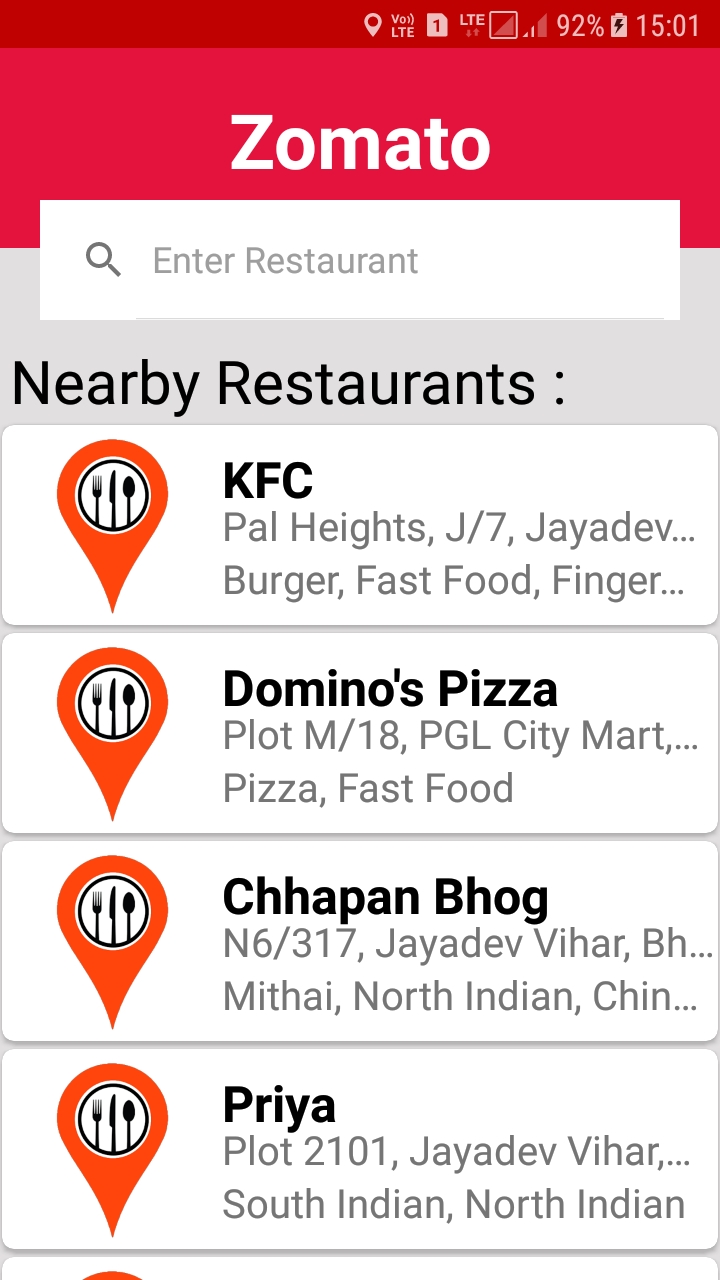 Vo)) LTE 1 LTE 92% 15:01
Zomato
Enter Restaurant
Nearby Restaurants :
KFC
Pal Heights, J/7, Jayadev...
Burger, Fast Food, Finger...
Domino's Pizza
Plot M/18, PGL City Mart,...
Pizza, Fast Food
Chhapan Bhog
N6/317, Jayadev Vihar, Bh...
Mithai, North Indian, Chin...
Priya
Plot 2101, Jayadev Vihar,...
South Indian, North Indian